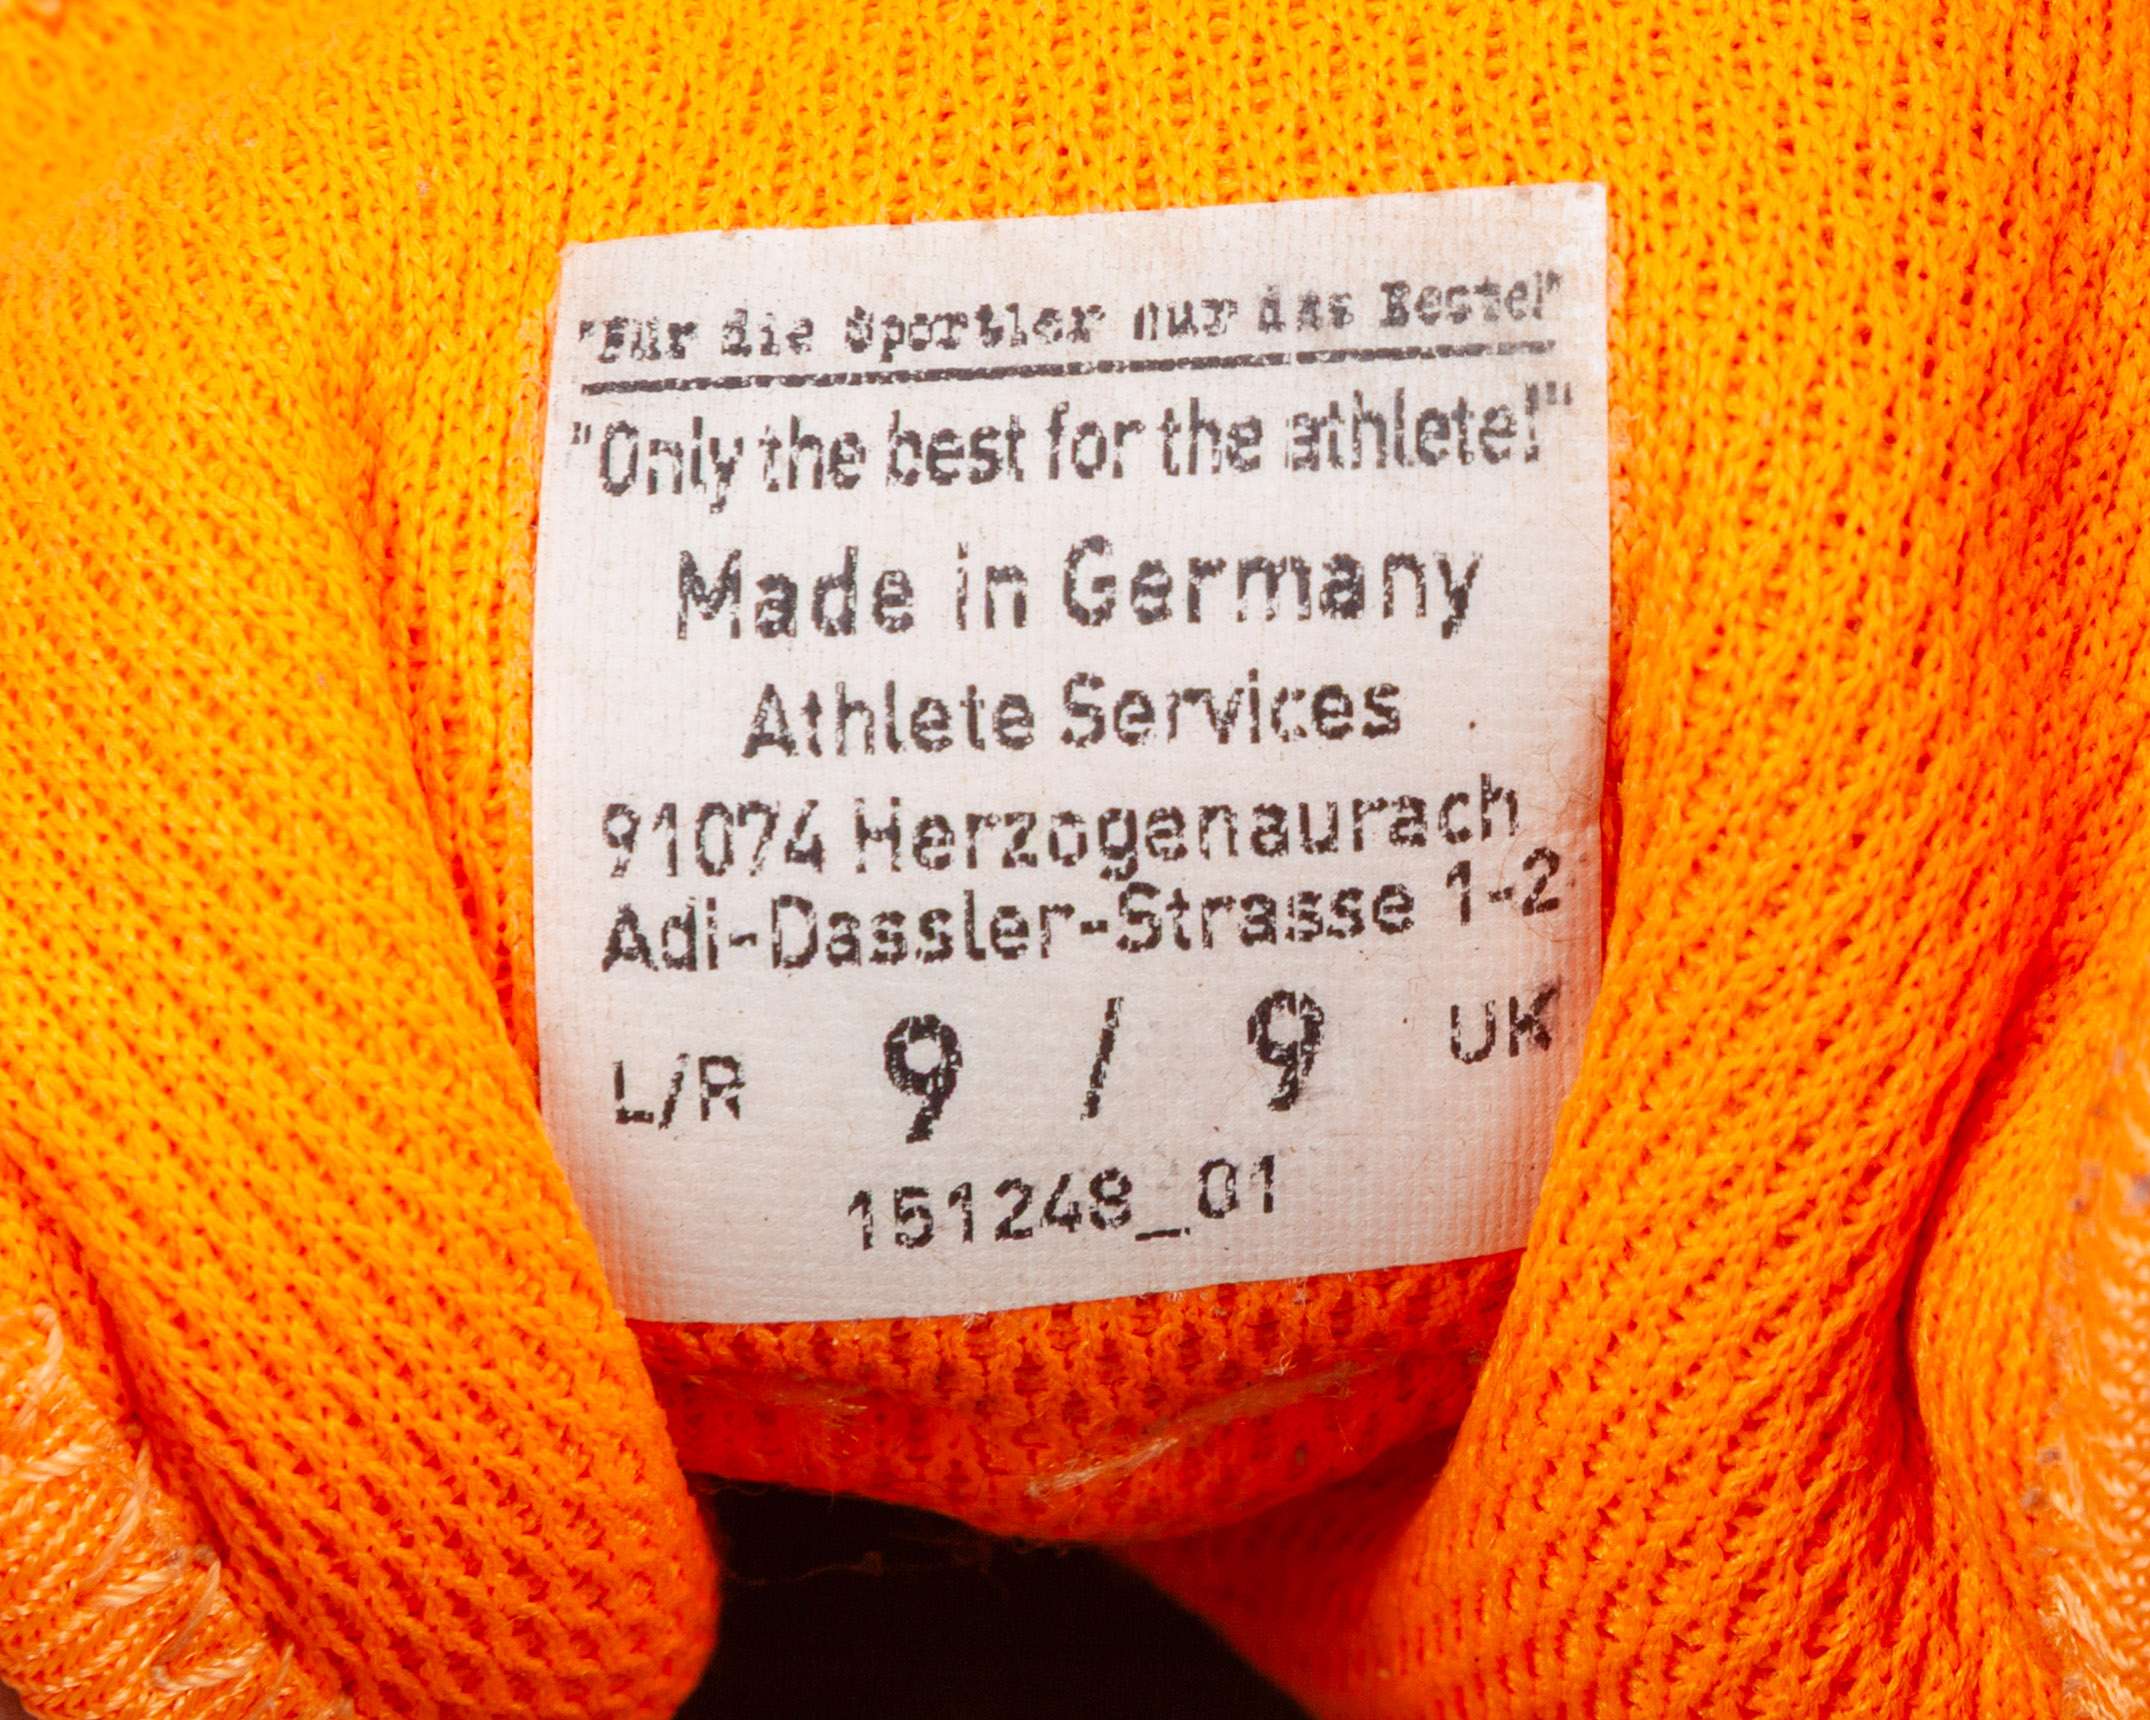 "Für die Sportler nur das Beste!"
"Only the best for the athlete!"
Made in Germany
Athlete Services
91074 Herzogenaurach
Adi-Dassler-Strasse 1-2
L/R 9 / 9 UK
151248_01